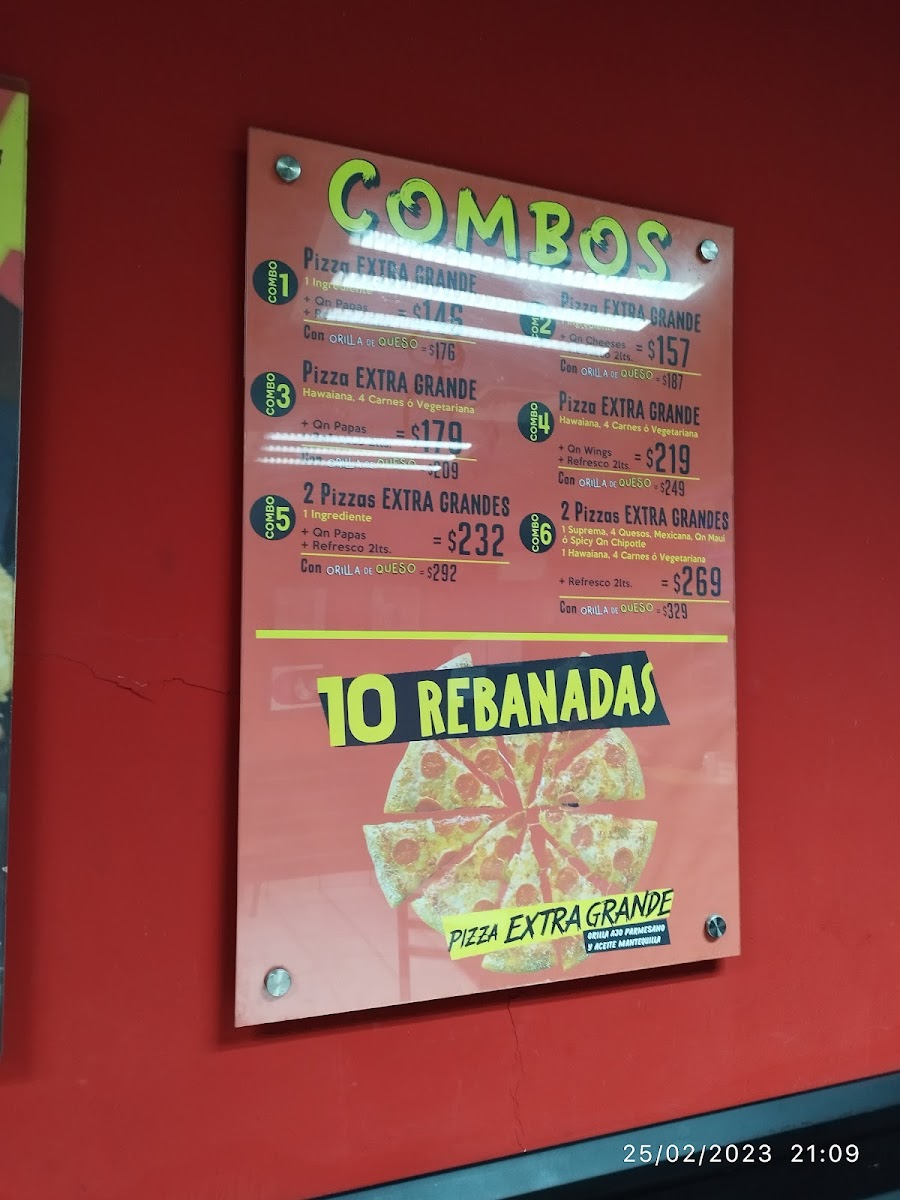 COMBOS
COMBO 1
Pizza EXTRA GRANDE
1 Ingrediente
+ Qn Papas
= $146
Con ORILLA DE QUESO = $176
Pizza EXTRA GRANDE
1 Ingrediente
+ Qn Cheeses
2lts. = $157
Con ORILLA DE QUESO = $187
COMBO 3
Pizza EXTRA GRANDE
Hawaiana, 4 Carnes ó Vegetariana
+ Qn Papas
= $179
Con ORILLA DE QUESO = $209
COMBO 4
Pizza EXTRA GRANDE
Hawaiana, 4 Carnes ó Vegetariana
+ Qn Wings
+ Refresco 2lts. = $219
Con ORILLA DE QUESO = $249
COMBO 5
2 Pizzas EXTRA GRANDES
1 Ingrediente
+ Qn Papas
+ Refresco 2lts. = $232
Con ORILLA DE QUESO = $292
COMBO 6
2 Pizzas EXTRA GRANDES
1 Suprema, 4 Quesos, Mexicana, Qn Maui
ó Spicy Qn Chipotle
1 Hawaiana, 4 Carnes ó Vegetariana
+ Refresco 2lts. = $269
Con ORILLA DE QUESO = $329
10 REBANADAS
PIZZA EXTRA GRANDE
ORILLA AJO PARMESANO
Y ACEITE MANTEQUILLA
25/02/2023 21:09